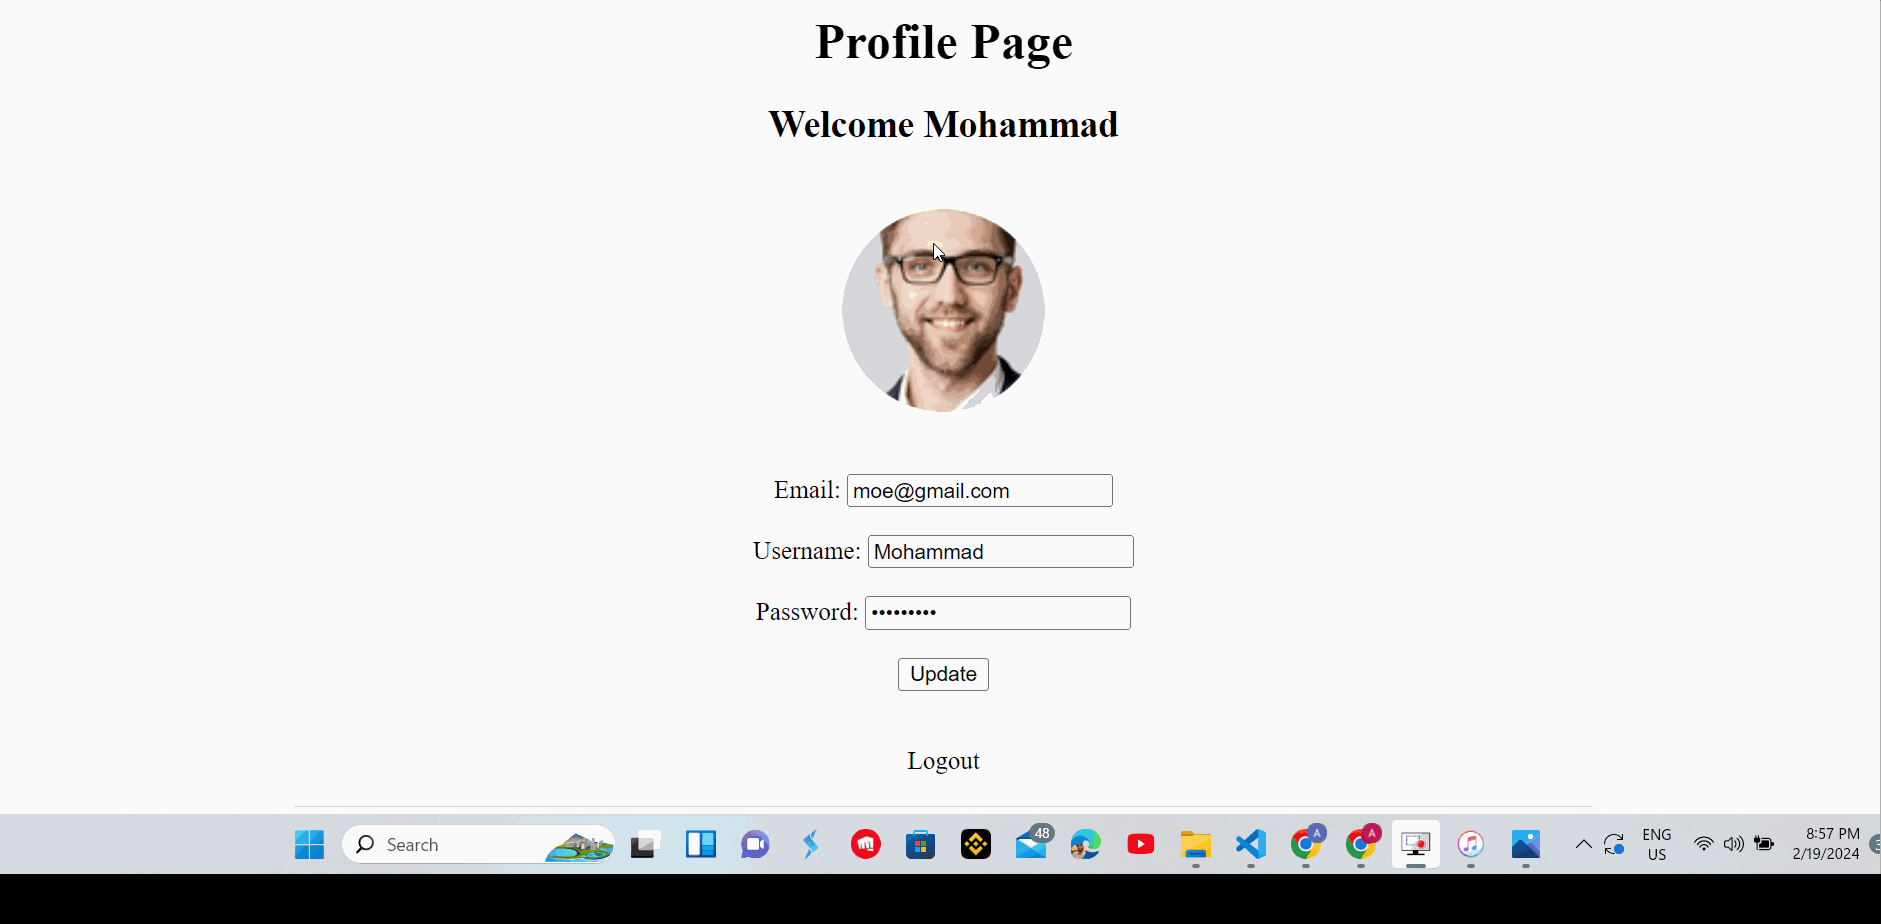 Profile Page
Welcome Mohammad
Email: moe@gmail.com
Username: Mohammad
Password: •••••••••
Update
Logout
Search
48
A
A
ENG
US
8:57 PM
2/19/2024
3